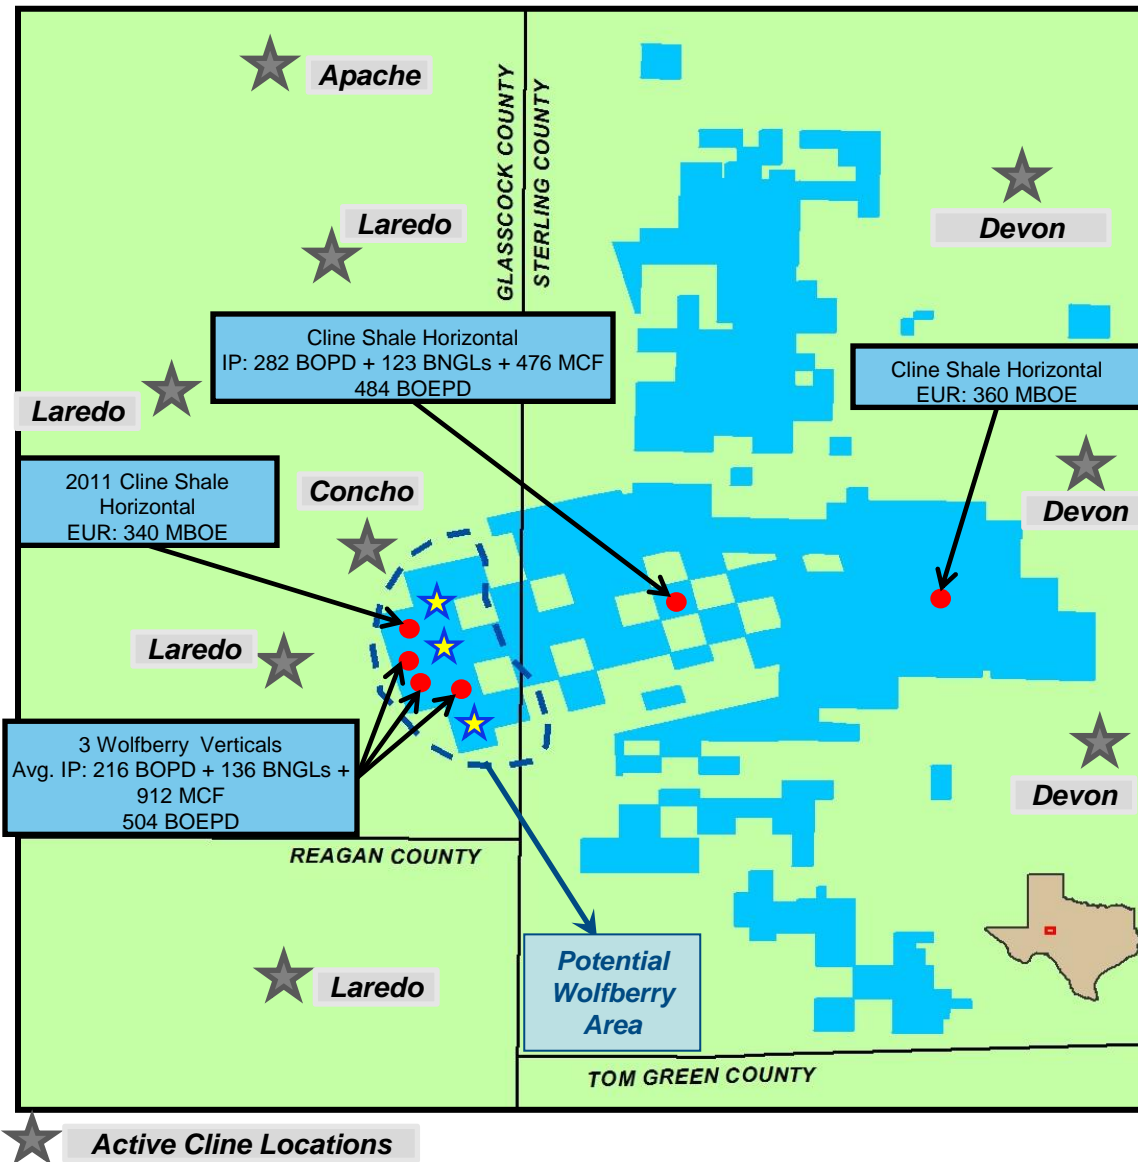 Apache
GLASSCOCK COUNTY
STERLING COUNTY
Devon
Laredo
Cline Shale Horizontal
IP: 282 BOPD + 123 BNGLs + 476 MCF
484 BOEPD
Cline Shale Horizontal
EUR: 360 MBOE
Laredo
2011 Cline Shale
Horizontal
EUR: 340 MBOE
Concho
Devon
Laredo
3 Wolfberry Verticals
Avg. IP: 216 BOPD + 136 BNGLs +
912 MCF
504 BOEPD
Devon
REAGAN COUNTY
Potential
Wolfberry
Area
Laredo
TOM GREEN COUNTY
Active Cline Locations